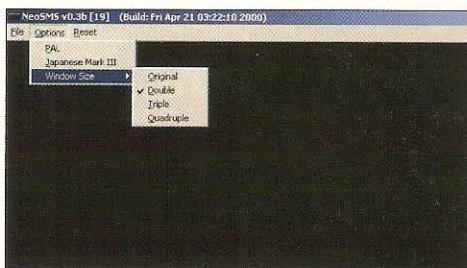 NeoSMS v0.3b [19] (Build: Fri Apr 21 03:22:10 2000)
File Options Reset
PAL
Japanese Mark III
Window Size
Original
Double
Triple
Quadruple